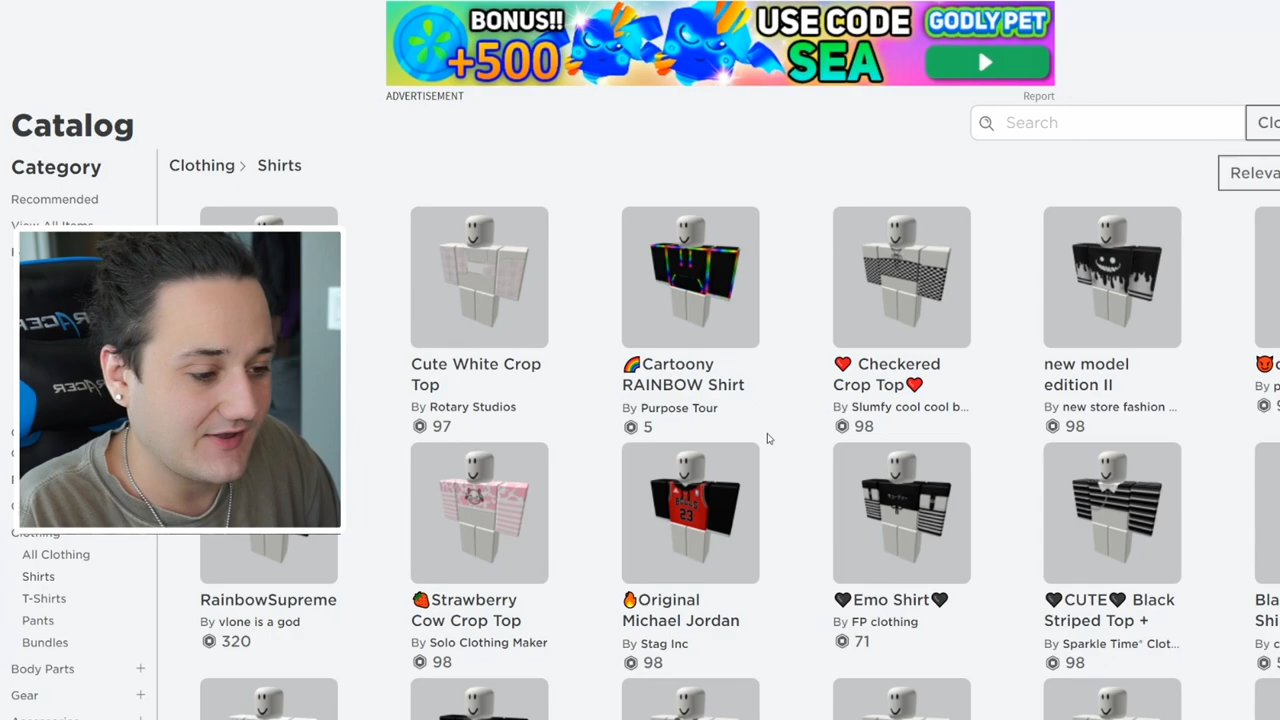 BONUS!!
+500
USE CODE
SEA
GODLY PET
ADVERTISEMENT
Report
Catalog
Search
Category
Clothing > Shirts
Recommended
View All Items
Cute White Crop
Top
By Rotary Studios
97
🌈Cartoony
RAINBOW Shirt
By Purpose Tour
5
❤️ Checkered
Crop Top❤️
By Slumfy cool cool b...
98
new model
edition II
By new store fashion ...
98
Clothing
All Clothing
Shirts
T-Shirts
Pants
Bundles
Body Parts +
Gear +
RainbowSupreme
By vlone is a god
320
🍓Strawberry
Cow Crop Top
By Solo Clothing Maker
98
23
🔥Original
Michael Jordan
By Stag Inc
98
🖤Emo Shirt🖤
By FP clothing
71
🖤CUTE🖤 Black
Striped Top +
By Sparkle Time* Clot...
98